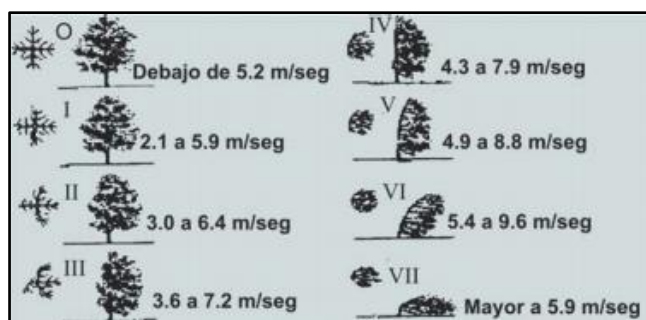 O
Debajo de 5.2 m/seg
I
2.1 a 5.9 m/seg
II
3.0 a 6.4 m/seg
III
3.6 a 7.2 m/seg
IV
4.3 a 7.9 m/seg
V
4.9 a 8.8 m/seg
VI
5.4 a 9.6 m/seg
VII
Mayor a 5.9 m/seg